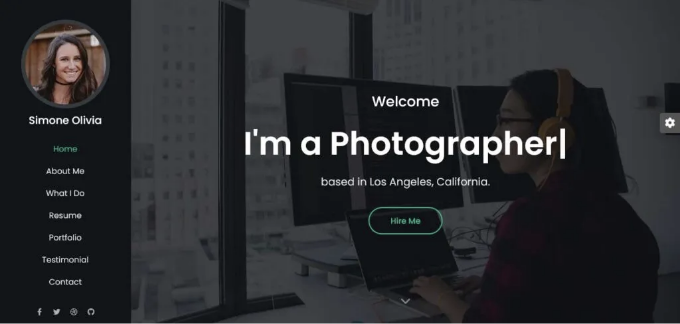 Simone Olivia
Home
About Me
What I Do
Resume
Portfolio
Testimonial
Contact
Welcome
I'm a Photographer|
based in Los Angeles, California.
Hire Me